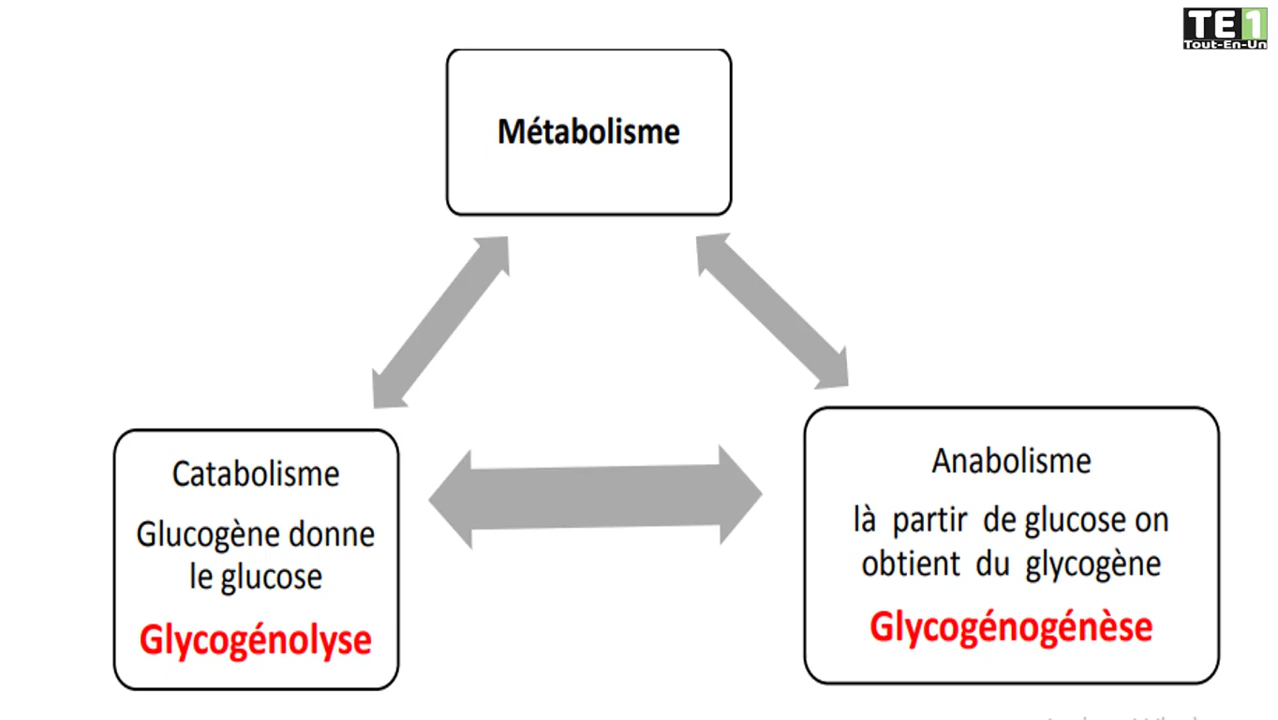 TE1
Tout-En-Un
Métabolisme
Catabolisme
Glucogène donne
le glucose
Glycogénolyse
Anabolisme
là partir de glucose on
obtient du glycogène
Glycogénogénèse